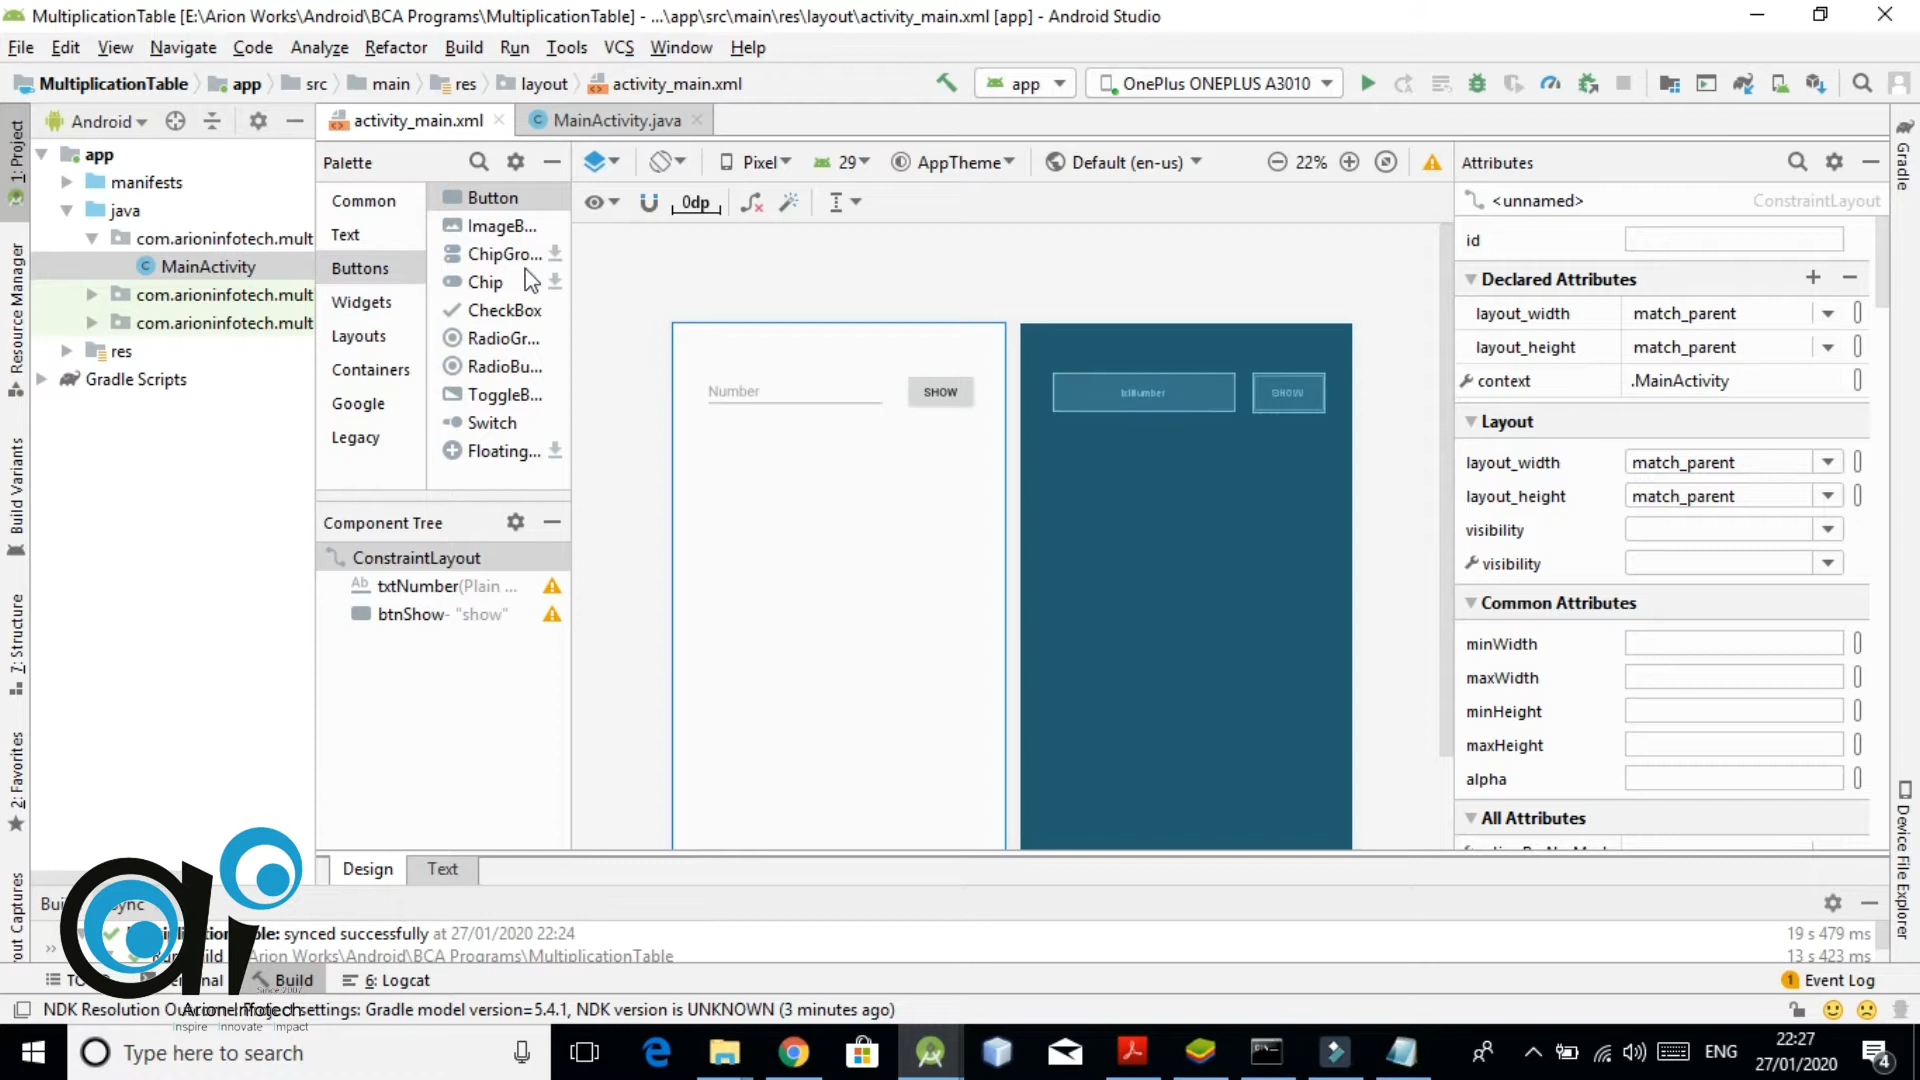 MultiplicationTable [E:\Arion Works\Android\BCA Programs\MultiplicationTable] - ...\app\src\main\res\layout\activity_main.xml [app] - Android Studio
File Edit View Navigate Code Analyze Refactor Build Run Tools VCS Window Help
MultiplicationTable app src main res layout activity_main.xml
app OnePlus ONEPLUS A3010
Android
activity_main.xml MainActivity.java
app
manifests
java
com.arioninfotech.mult
MainActivity
com.arioninfotech.mult
com.arioninfotech.mult
res
Gradle Scripts
1: Project
Resource Manager
Build Variants
7: Structure
2: Favorites
out Captures
Palette
Common
Text
Buttons
Widgets
Layouts
Containers
Google
Legacy
Button
ImageB...
ChipGro...
Chip
CheckBox
RadioGr...
RadioBu...
ToggleB...
Switch
Floating...
Component Tree
ConstraintLayout
Ab txtNumber(Plain ...
btnShow- "show"
Pixel 29 AppTheme Default (en-us) 22%
0dp
Number SHOW
txtNumber SHOW
Design Text
Attributes
<unnamed> ConstraintLayout
id
Declared Attributes
layout_width match_parent
layout_height match_parent
context .MainActivity
Layout
layout_width match_parent
layout_height match_parent
visibility
visibility
Common Attributes
minWidth
maxWidth
minHeight
maxHeight
alpha
All Attributes
Gradle
Device File Explorer
synced successfully at 27/01/2020 22:24 19 s 479 ms
Arion Works\Android\BCA Programs\MultiplicationTable 13 s 423 ms
Build 6: Logcat 1 Event Log
Since 2007
Arion Infotech
inspire innovate impact
NDK Resolution Ou settings: Gradle model version=5.4.1, NDK version is UNKNOWN (3 minutes ago)
Type here to search
ENG
22:27
27/01/2020
4